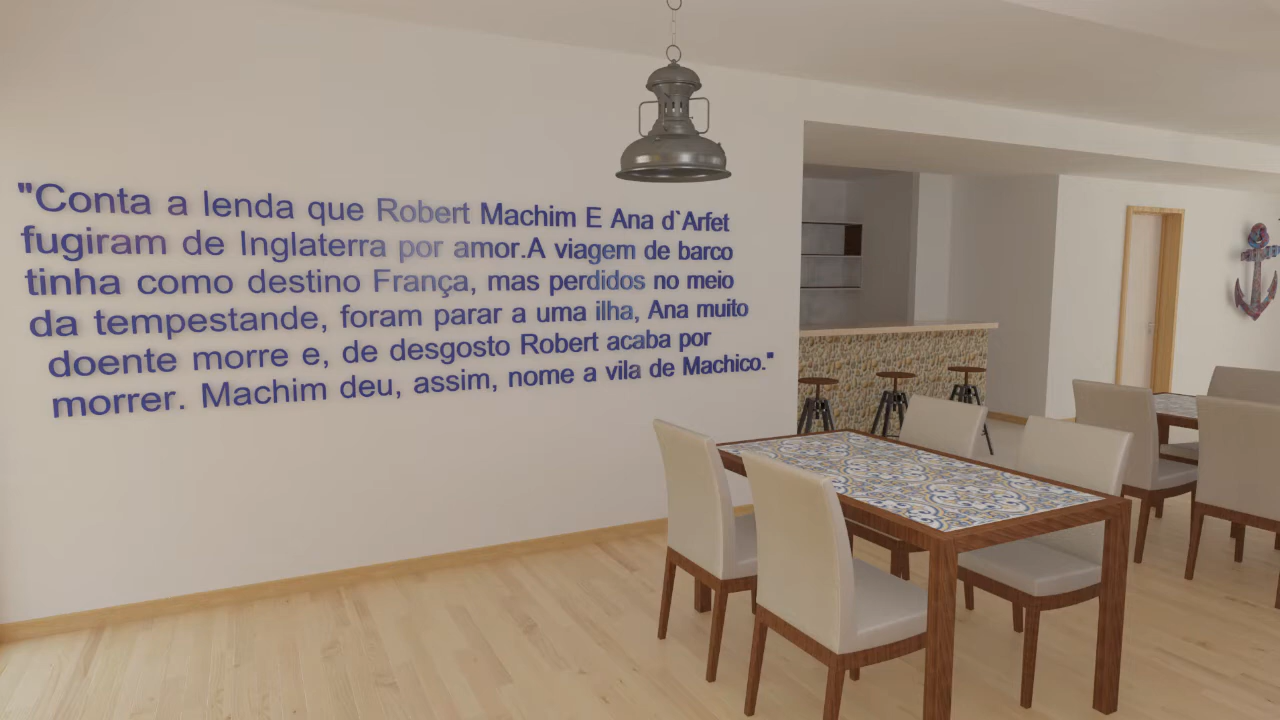 "Conta a lenda que Robert Machim E Ana d`Arfet
fugiram de Inglaterra por amor.A viagem de barco
tinha como destino França, mas perdidos no meio
da tempestande, foram parar a uma ilha, Ana muito
doente morre e, de desgosto Robert acaba por
morrer. Machim deu, assim, nome a vila de Machico."